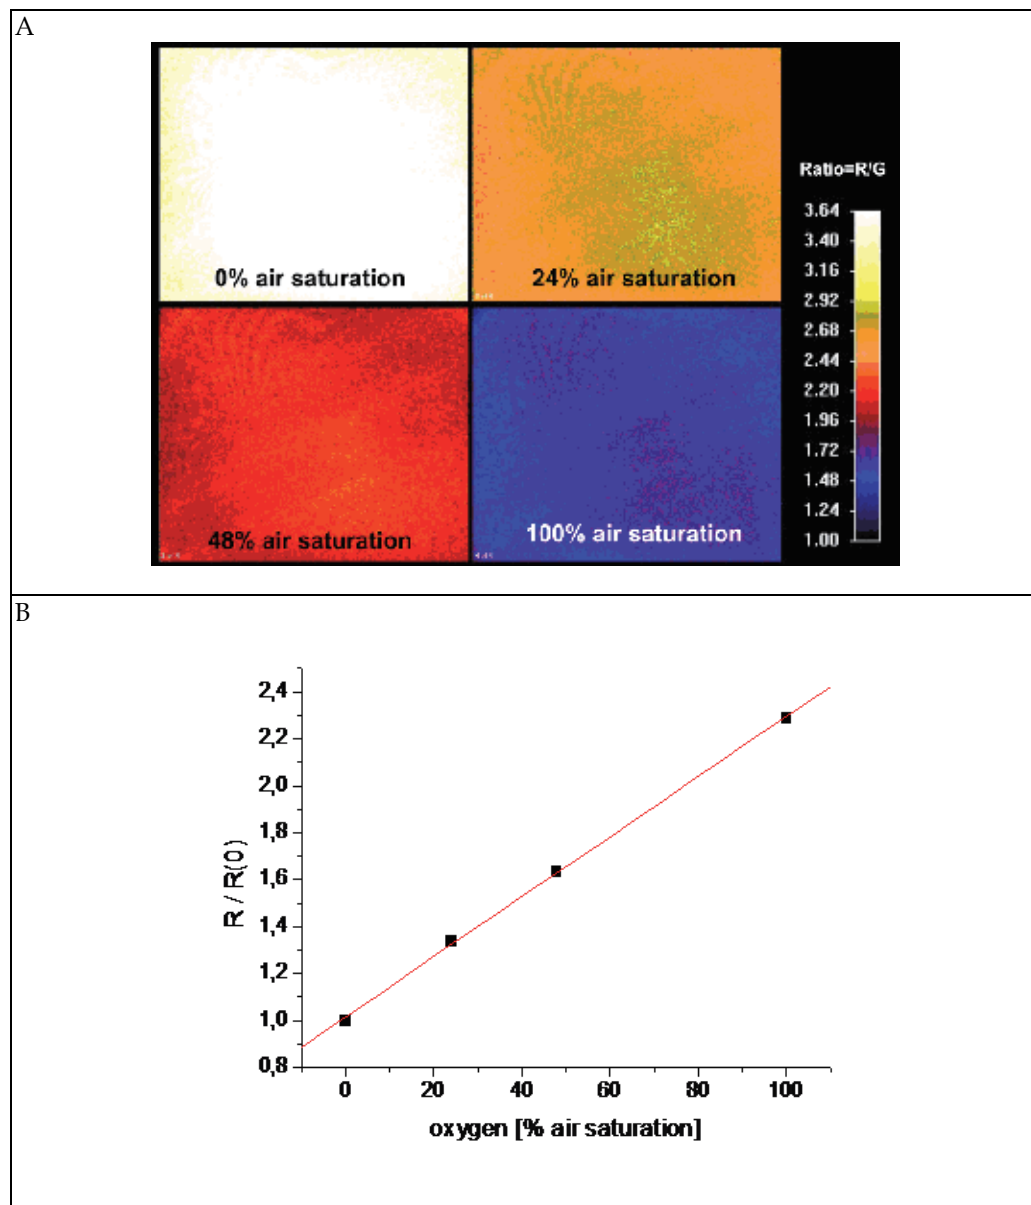 A
0% air saturation
24% air saturation
48% air saturation
100% air saturation
Ratio=R/G
3.64
3.40
3.16
2.92
2.68
2.44
2.20
1.96
1.72
1.48
1.24
1.00
B
2,4
2,2
2,0
1,8
1,6
1,4
1,2
1,0
0,8
R / R(0)
0 20 40 60 80 100
oxygen [% air saturation]